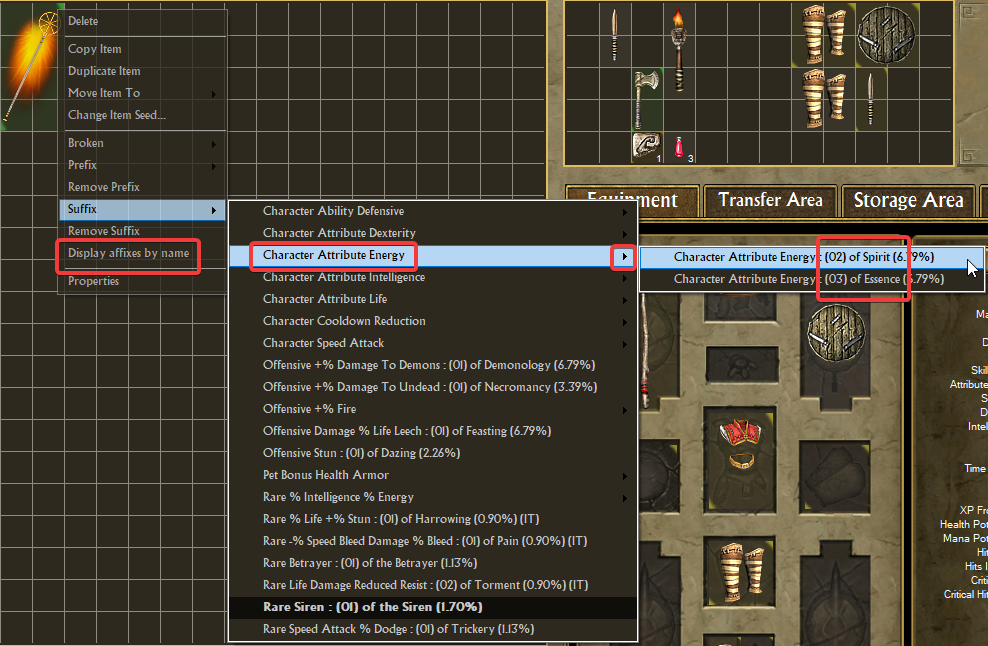 Delete
Copy Item
Duplicate Item
Move Item To
Change Item Seed...
Broken
Prefix
Remove Prefix
Suffix
Remove Suffix
Display affixes by name
Properties
Character Ability Defensive
Character Attribute Dexterity
Character Attribute Energy
Character Attribute Intelligence
Character Attribute Life
Character Cooldown Reduction
Character Speed Attack
Offensive +% Damage To Demons : (01) of Demonology (6.79%)
Offensive +% Damage To Undead : (01) of Necromancy (3.39%)
Offensive +% Fire
Offensive Damage % Life Leech : (01) of Feasting (6.79%)
Offensive Stun : (01) of Dazing (2.26%)
Pet Bonus Health Armor
Rare % Intelligence % Energy
Rare % Life +% Stun : (01) of Harrowing (0.90%) (IT)
Rare -% Speed Bleed Damage % Bleed : (01) of Pain (0.90%) (IT)
Rare Betrayer : (01) of the Betrayer (1.13%)
Rare Life Damage Reduced Resist : (02) of Torment (0.90%) (IT)
Rare Siren : (01) of the Siren (1.70%)
Rare Speed Attack % Dodge : (01) of Trickery (1.13%)
Character Attribute Energy : (02) of Spirit (6.79%)
Character Attribute Energy : (03) of Essence (6.79%)
1
3
Equipment
Transfer Area
Storage Area
Ma
D
Skil
Attribute
S
D
Intel
Time
XP Fr
Health Pot
Mana Pot
Hit
Hits I
Criti
Critical Hit